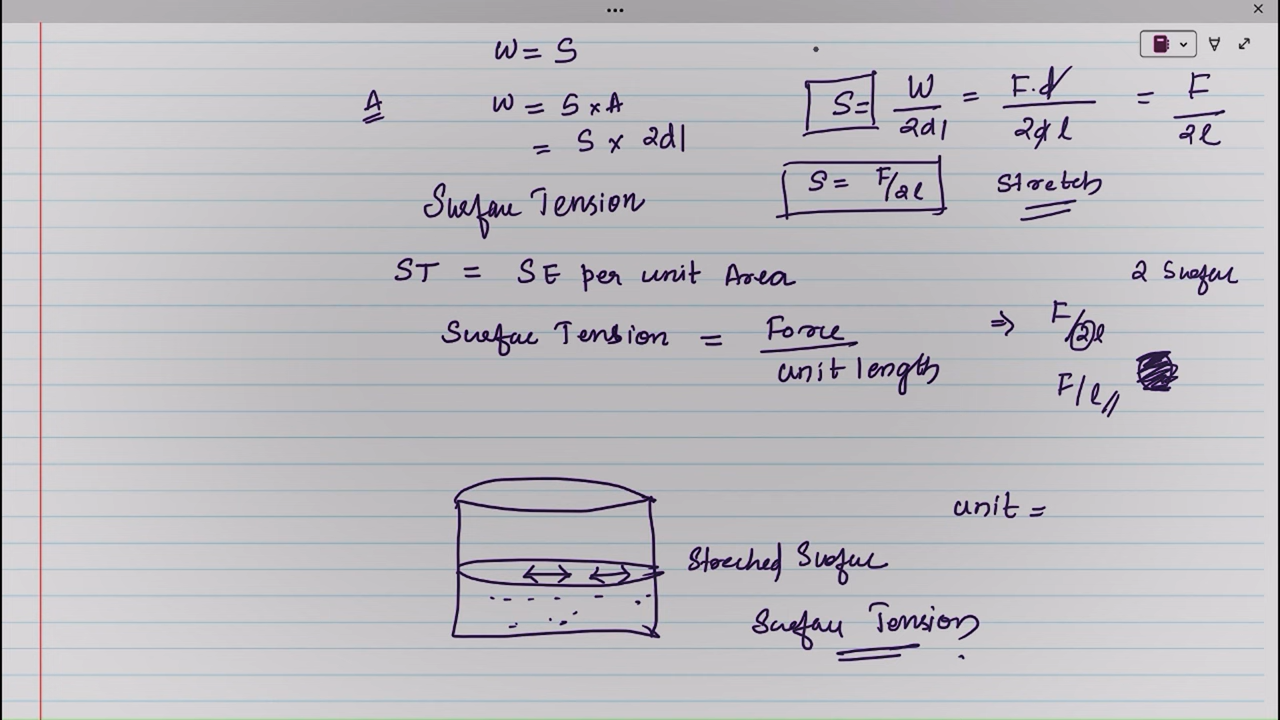 W = S
A
W = S × A
= S × 2dl
S = W/2dl = F.d/2dl = F/2l
S = F/2l
Stretch
Surface Tension
ST = SE per unit Area
2 Surface
Surface Tension = Force/unit length ⇒ F/2l
F/l
unit =
Streched Surface
Surface Tension